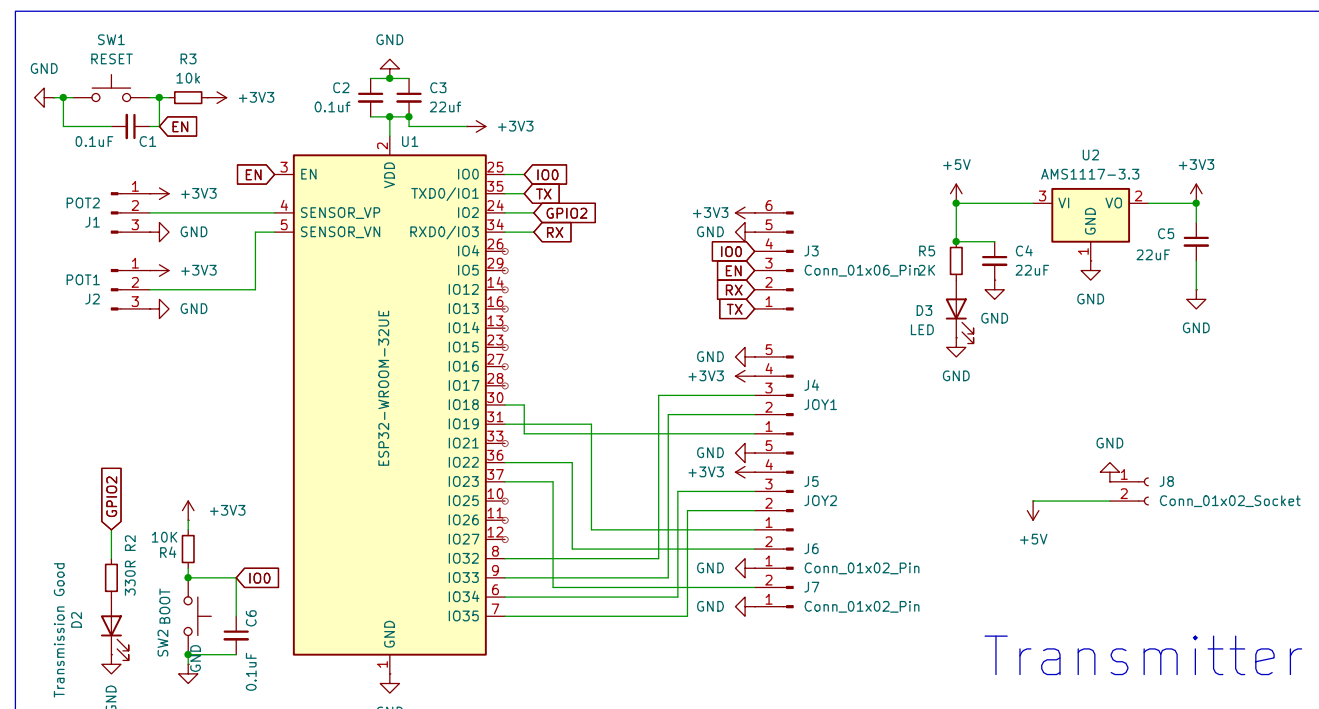 SW1
RESET
GND
R3
10k
+3V3
0.1uF
C1
EN
GND
C2
0.1uf
C3
22uf
+3V3
U1
2
VDD
EN
3
EN
POT2
J1
1
+3V3
2
3
GND
4
SENSOR_VP
5
SENSOR_VN
POT1
J2
1
+3V3
2
3
GND
ESP32-WROOM-32UE
IO0
25
IO0
TXD0/IO1
35
TX
IO2
24
GPIO2
RXD0/IO3
34
RX
IO4
26
IO5
29
IO12
14
IO13
16
IO14
13
IO15
23
IO16
27
IO17
28
IO18
30
IO19
31
IO21
33
IO22
36
IO23
37
IO25
10
IO26
11
IO27
12
IO32
8
IO33
9
IO34
6
IO35
7
GND
1
GND
+3V3
6
GND
5
IO0
4
J3
EN
3
Conn_01x06_Pin
RX
2
TX
1
GND
5
+3V3
4
J4
3
JOY1
2
1
GND
5
+3V3
4
J5
3
JOY2
2
1
2
J6
GND
1
Conn_01x02_Pin
2
J7
GND
1
Conn_01x02_Pin
+5V
U2
AMS1117-3.3
+3V3
3
VI
VO
2
GND
1
GND
R5
2K
C4
22uF
GND
D3
LED
GND
C5
22uF
GND
GND
1
J8
2
Conn_01x02_Socket
+5V
GPIO2
330R R2
Transmission Good
D2
GND
+3V3
10K
R4
IO0
SW2 BOOT
GND
C6
0.1uF
Transmitter